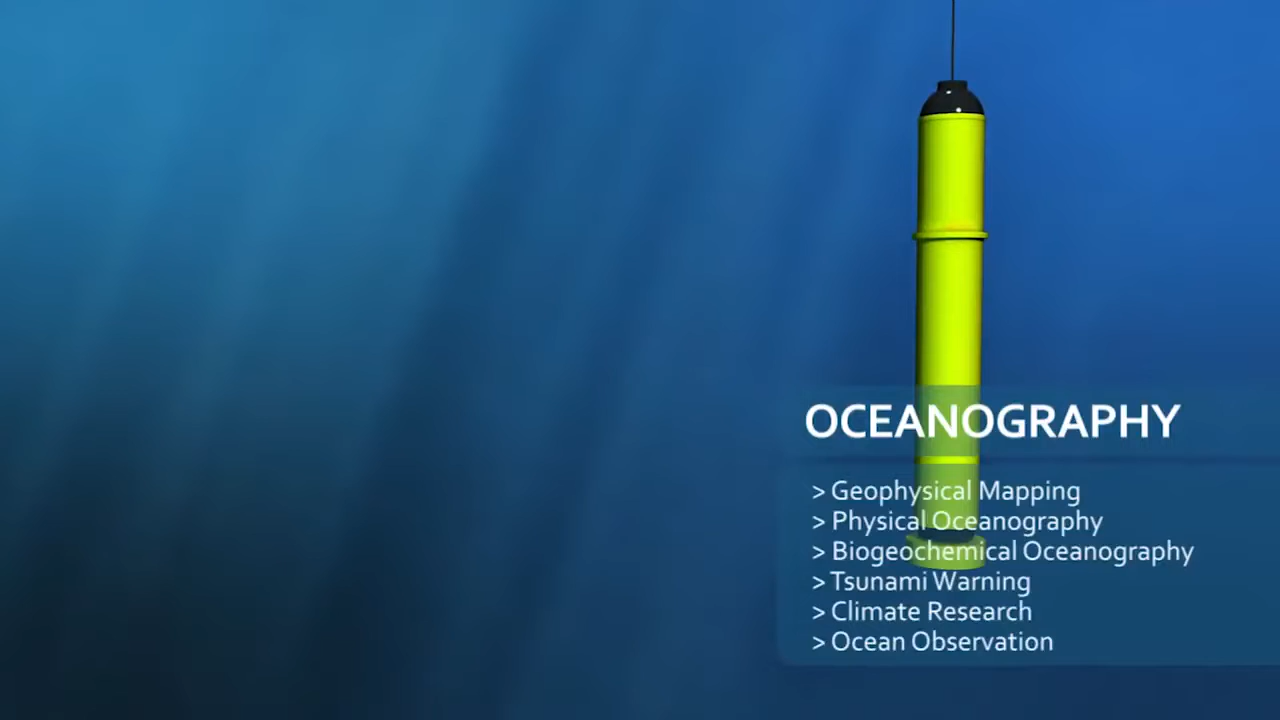 OCEANOGRAPHY
> Geophysical Mapping
> Physical Oceanography
> Biogeochemical Oceanography
> Tsunami Warning
> Climate Research
> Ocean Observation